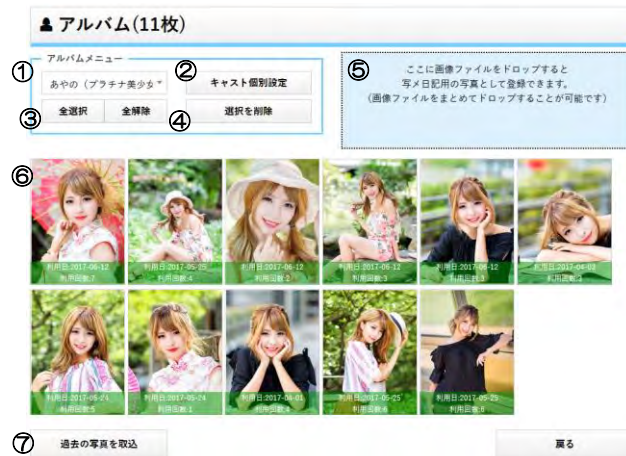 アルバム(11枚)
アルバムメニュー
① あやの（プラチナ美少女
② キャスト個別設定
③ 全選択 全解除
④ 選択を削除
⑤ ここに画像ファイルをドロップすると
写メ日記用の写真として登録できます。
(画像ファイルをまとめてドロップすることが可能です)
⑥
利用日:2017-06-12
利用回数:7
利用日:2017-05-25
利用回数:4
利用日:2017-06-12
利用回数:2
利用日:2017-06-12
利用回数:3
利用日:2017-06-12
利用回数:3
利用日:2017-04-03
利用回数:3
利用日:2017-05-24
利用回数:5
利用日:2017-05-24
利用回数:1
利用日:2017-04-01
利用回数:4
利用日:2017-05-25
利用回数:6
利用日:2017-05-25
利用回数:6
⑦ 過去の写真を取込
戻る